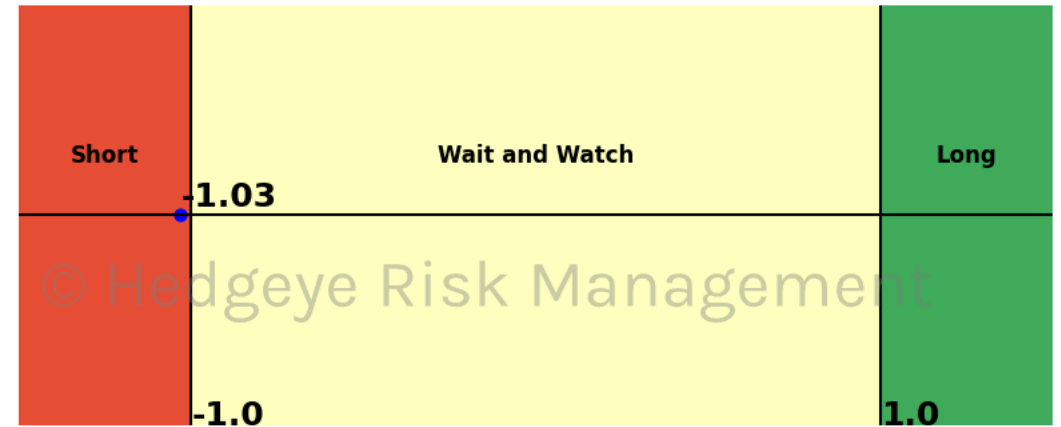 Short
Wait and Watch
Long
-1.03
© Hedgeye Risk Management
-1.0
1.0